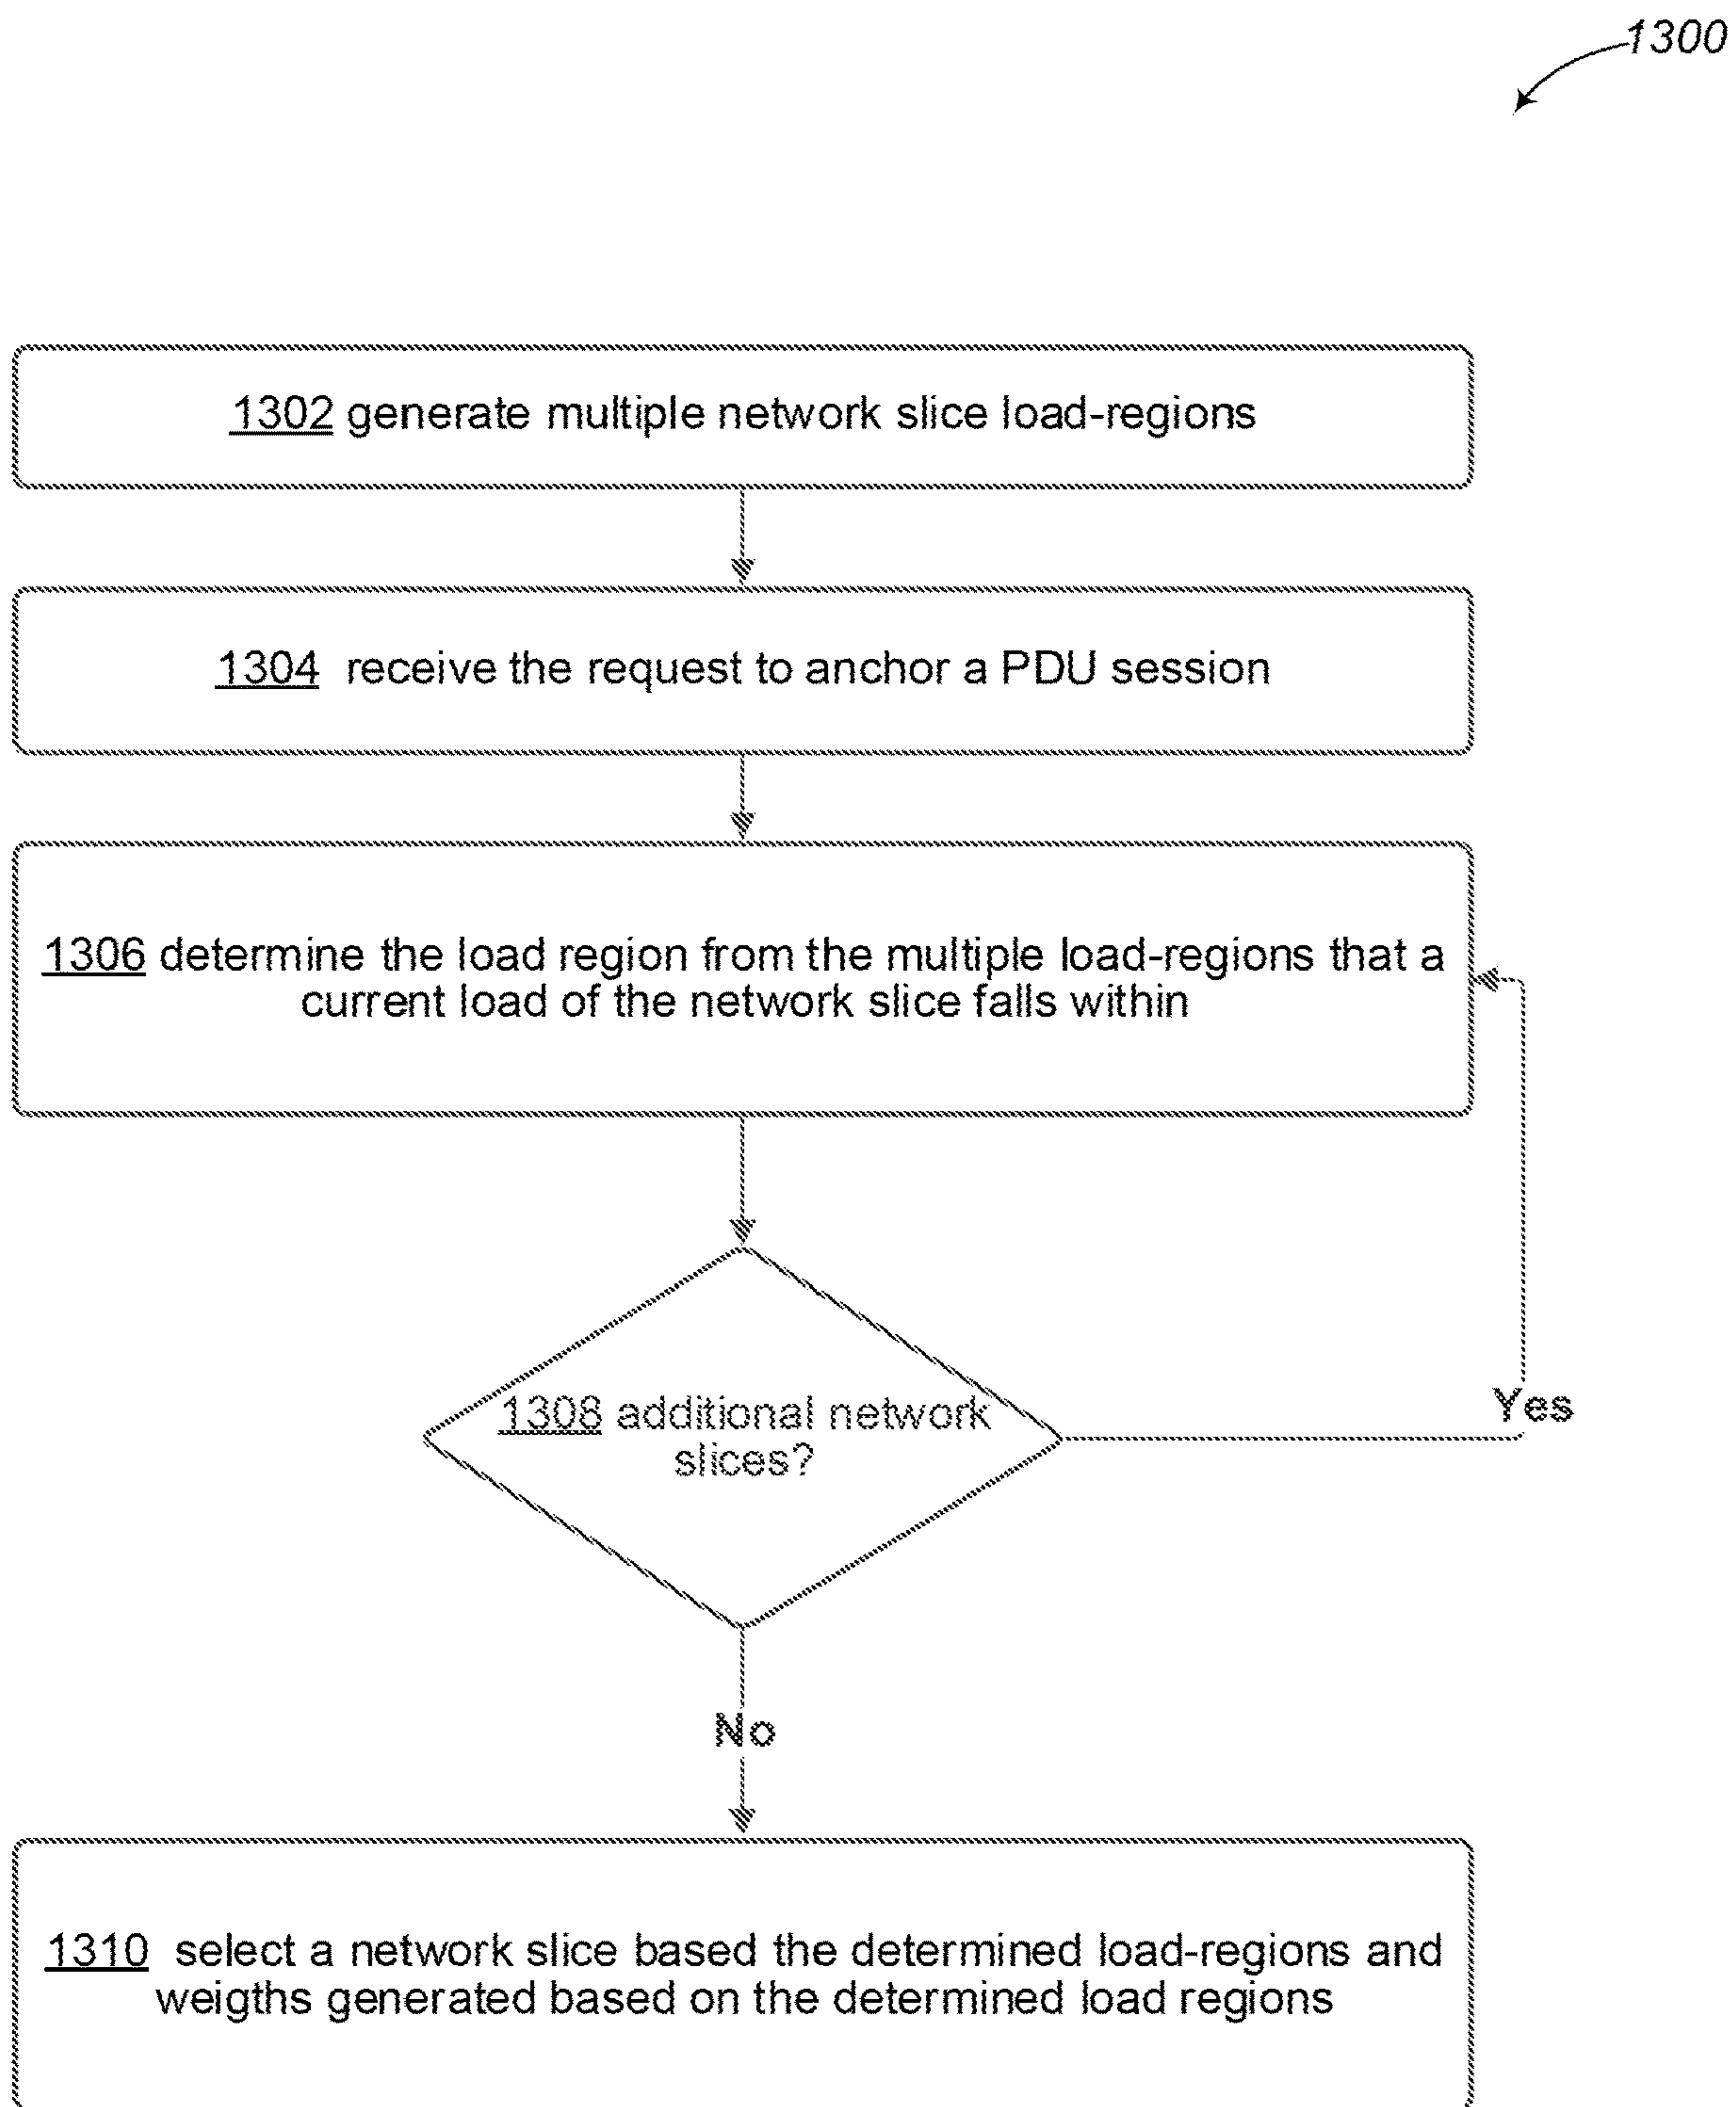 1300
1302 generate multiple network slice load-regions
1304 receive the request to anchor a PDU session
1306 determine the load region from the multiple load-regions that a
current load of the network slice falls within
1308 additional network
slices?
Yes
No
1310 select a network slice based the determined load-regions and
weigths generated based on the determined load regions